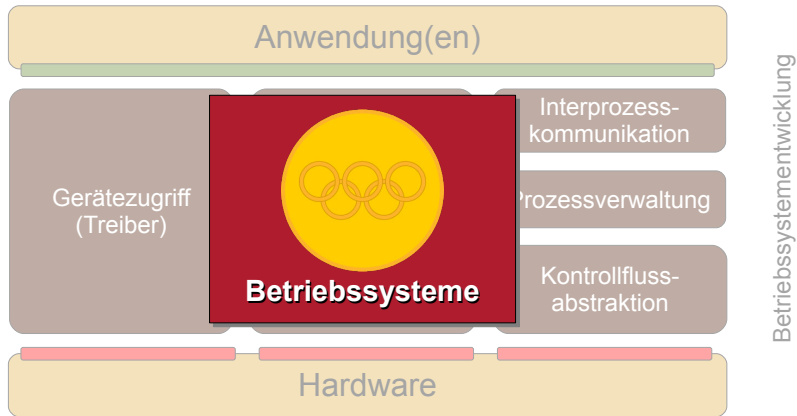 Anwendung(en)
Gerätezugriff
(Treiber)
Betriebssysteme
Interprozess-
kommunikation
Prozessverwaltung
Kontrollfluss-
abstraktion
Hardware
Betriebssystementwicklung